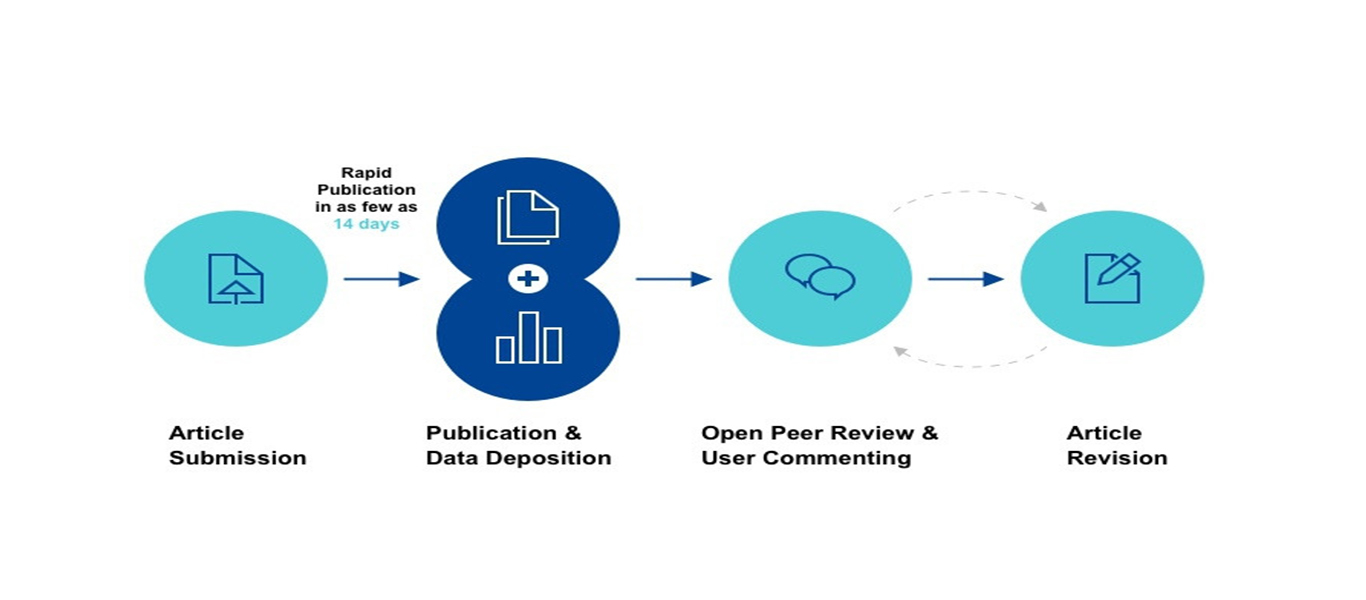 Rapid
Publication
in as few as
14 days
Article
Submission
Publication &
Data Deposition
Open Peer Review &
User Commenting
Article
Revision